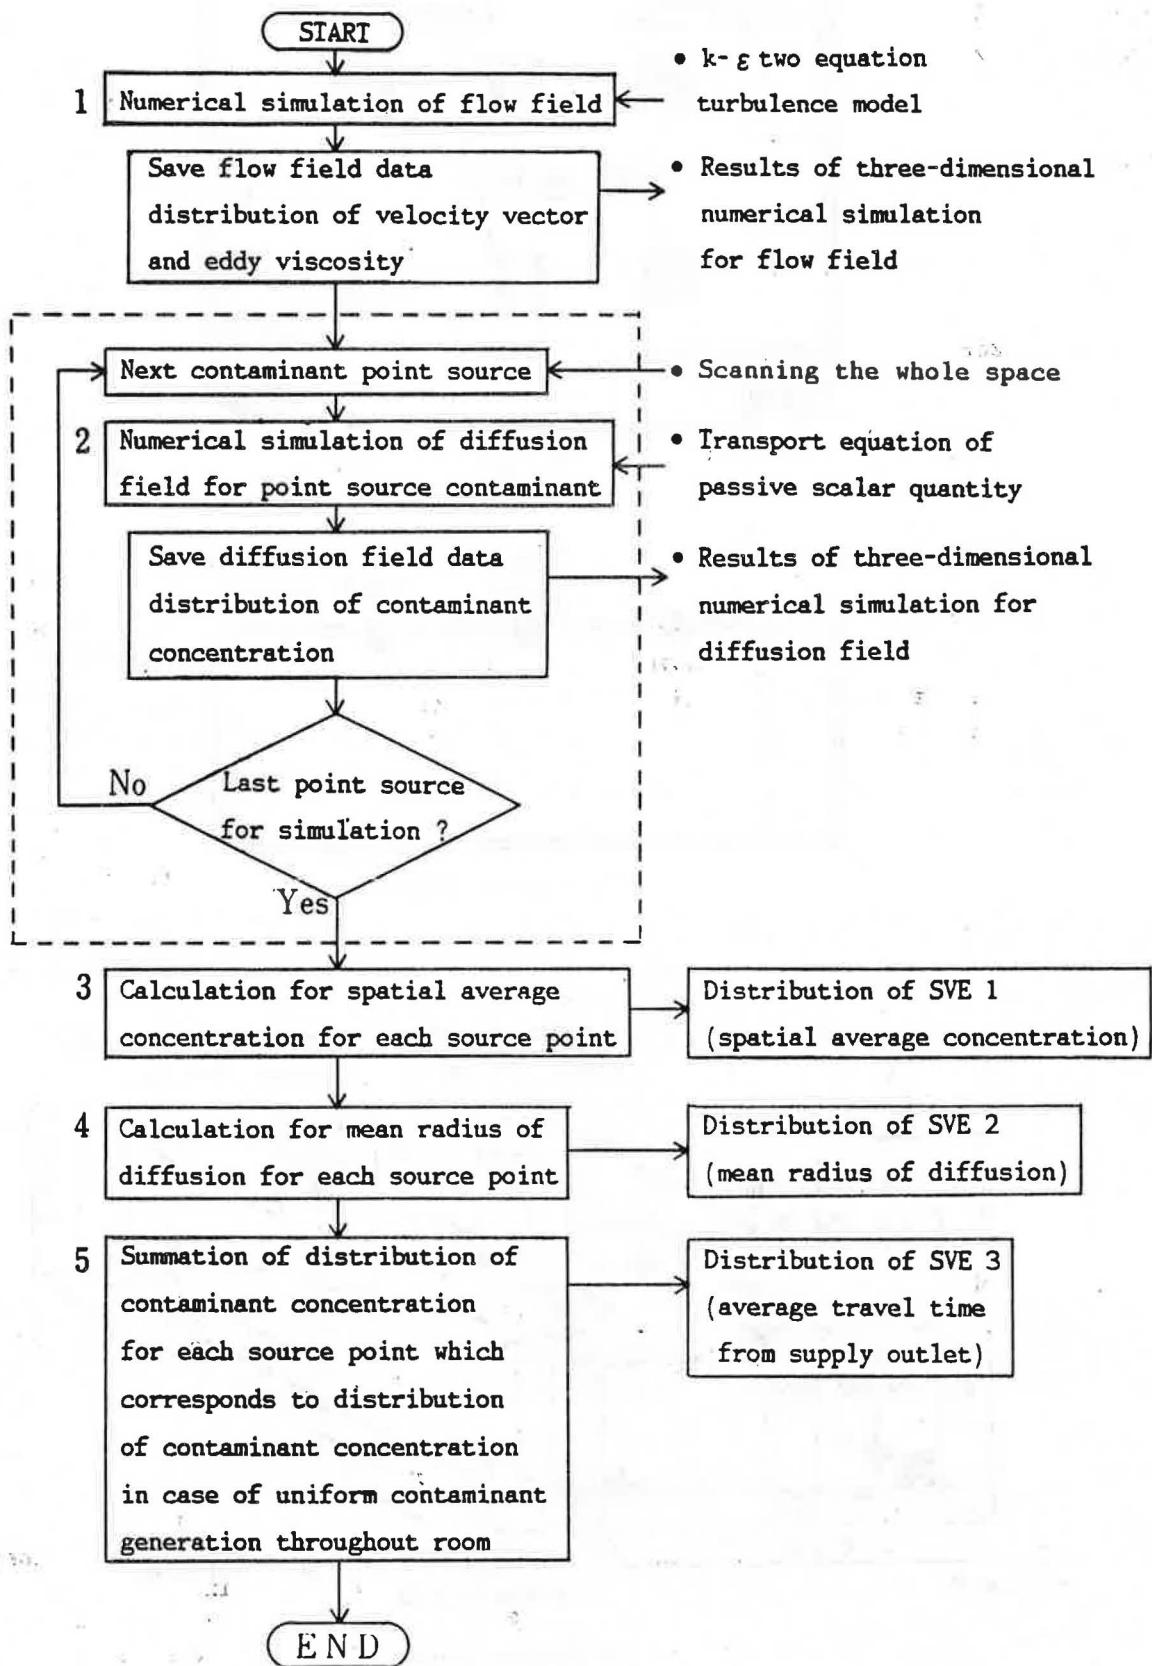 START
1 Numerical simulation of flow field
• k-ε two equation
turbulence model
Save flow field data
distribution of velocity vector
and eddy viscosity
• Results of three-dimensional
numerical simulation
for flow field
Next contaminant point source
• Scanning the whole space
2 Numerical simulation of diffusion
field for point source contaminant
• Transport equation of
passive scalar quantity
Save diffusion field data
distribution of contaminant
concentration
• Results of three-dimensional
numerical simulation for
diffusion field
Last point source
for simulation ?
No
Yes
3 Calculation for spatial average
concentration for each source point
Distribution of SVE 1
(spatial average concentration)
4 Calculation for mean radius of
diffusion for each source point
Distribution of SVE 2
(mean radius of diffusion)
5 Summation of distribution of
contaminant concentration
for each source point which
corresponds to distribution
of contaminant concentration
in case of uniform contaminant
generation throughout room
Distribution of SVE 3
(average travel time
from supply outlet)
END